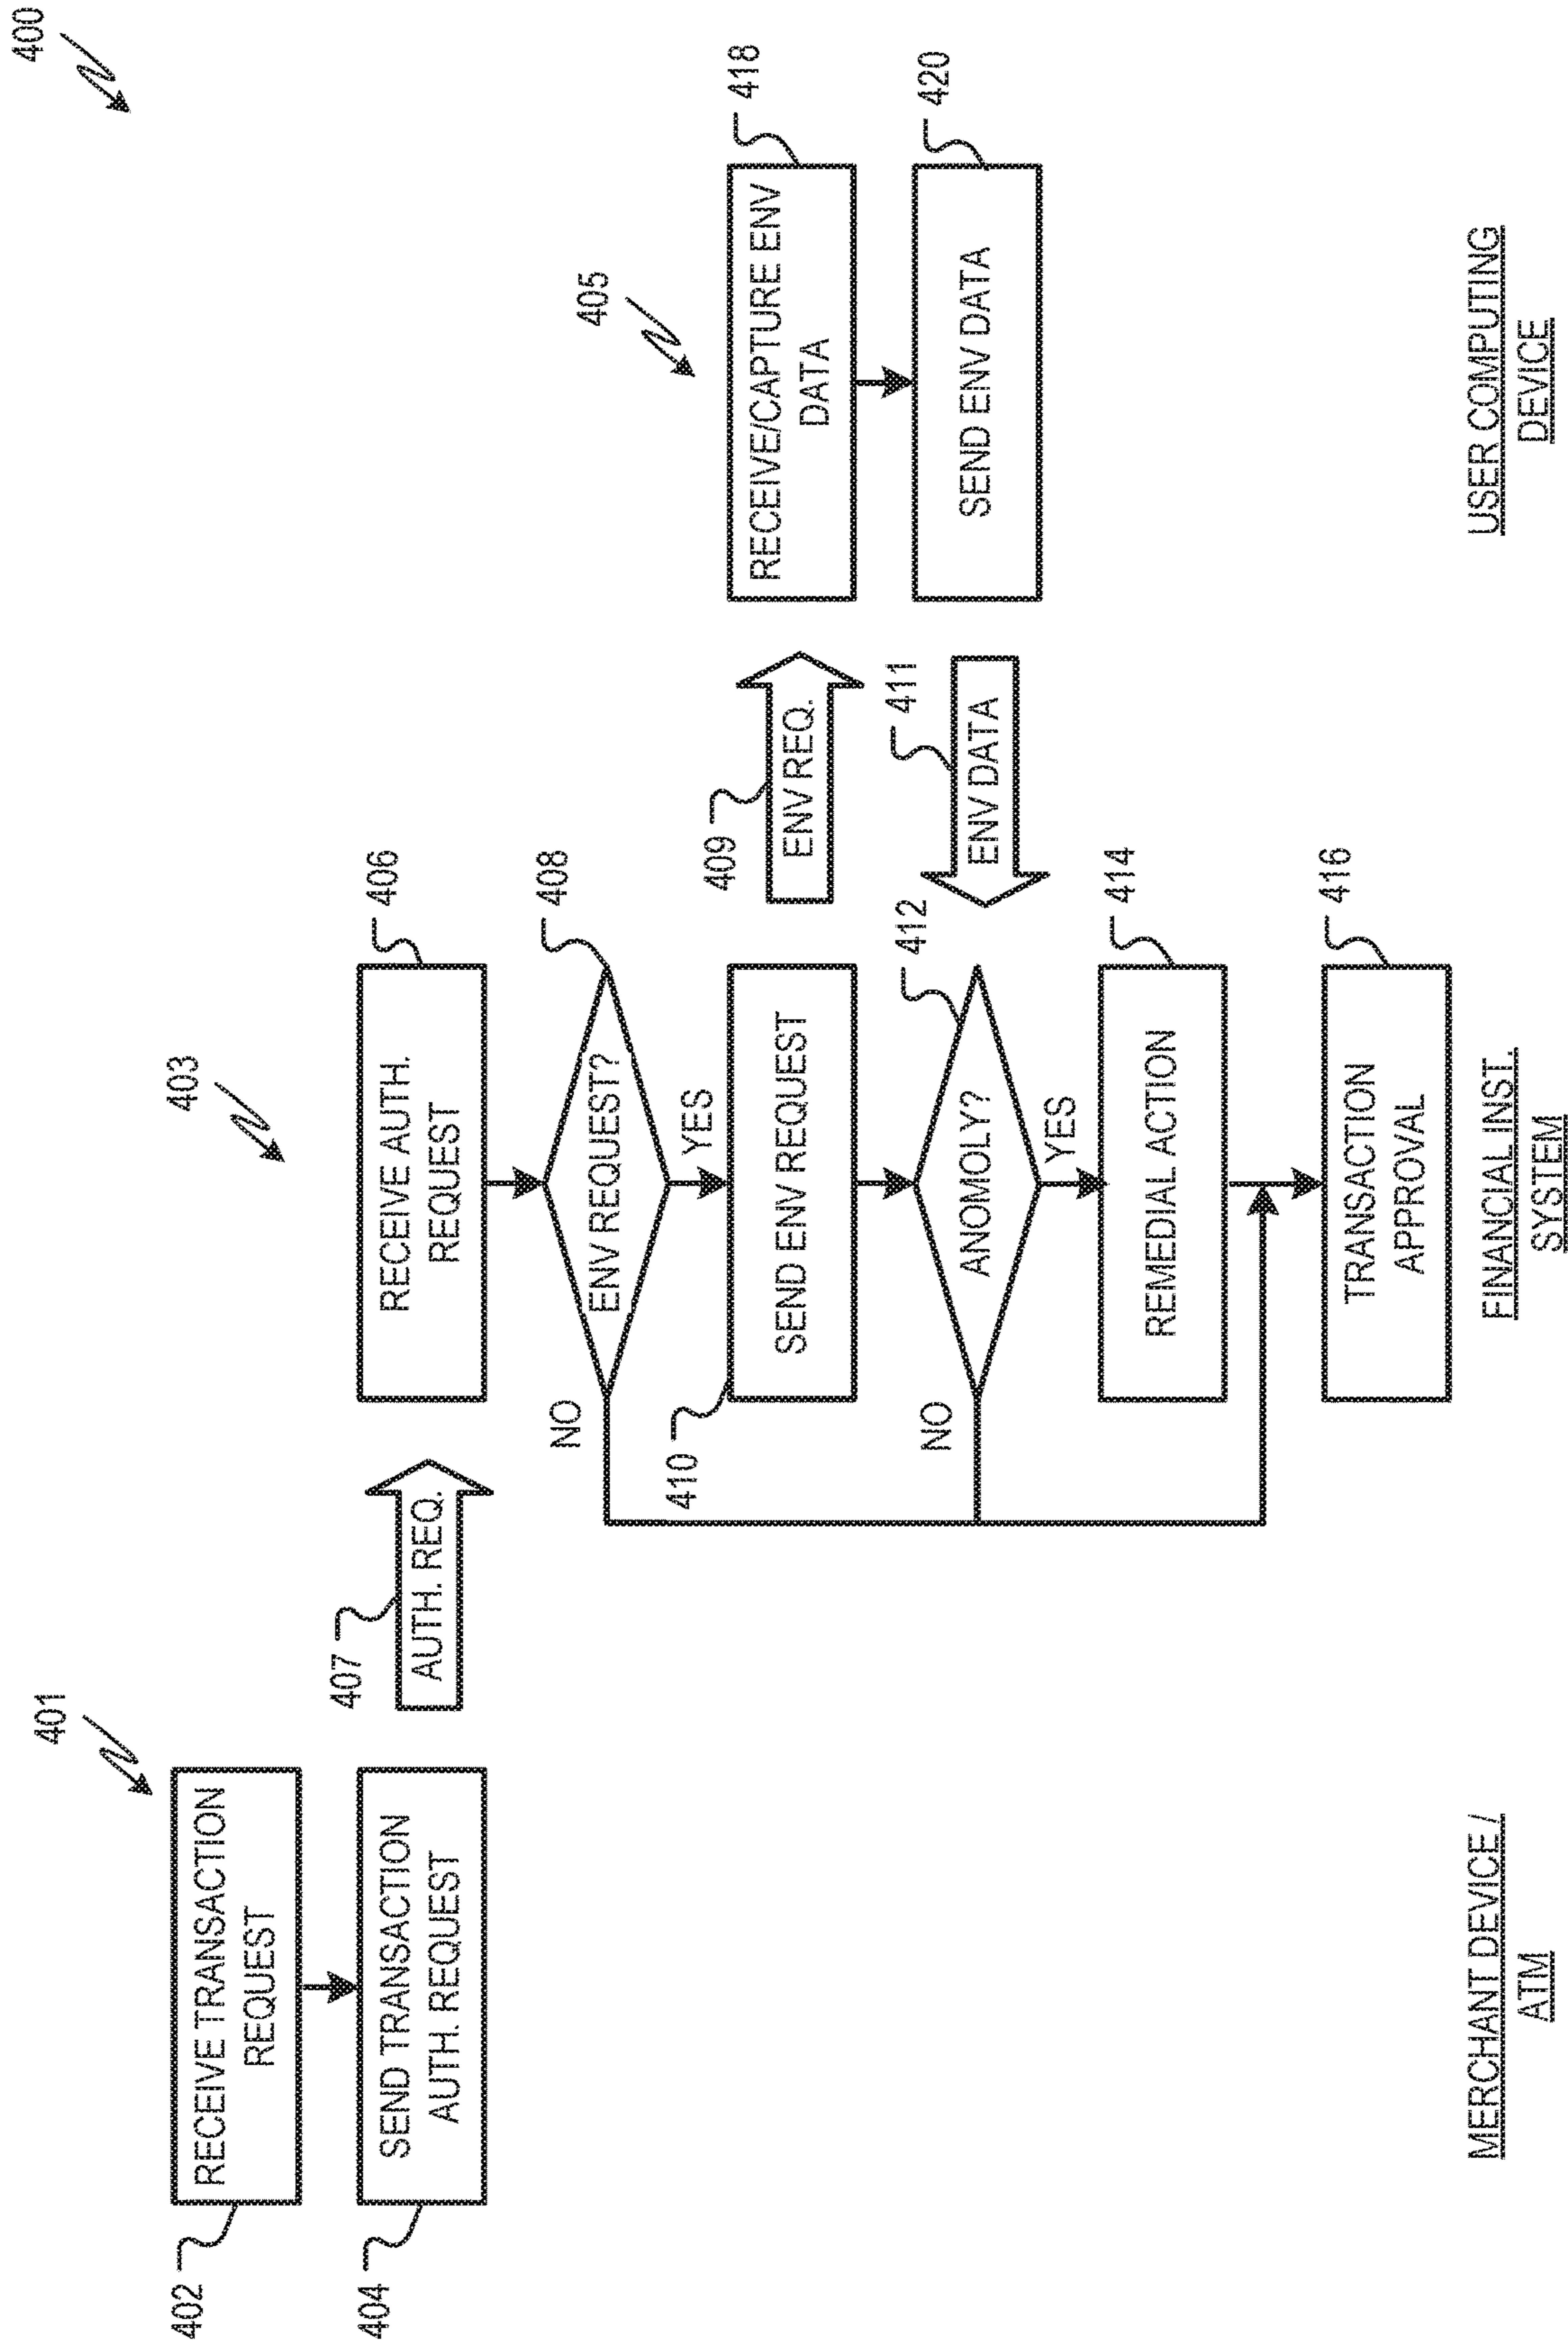 400
401
402
RECEIVE TRANSACTION
REQUEST
404
SEND TRANSACTION
AUTH. REQUEST
407
AUTH. REQ.
403
RECEIVE AUTH.
REQUEST
406
ENV REQUEST?
408
NO
YES
410
SEND ENV REQUEST
409
ENV REQ.
405
RECEIVE/CAPTURE ENV
DATA
418
SEND ENV DATA
420
411
ENV DATA
412
ANOMOLY?
NO
YES
REMEDIAL ACTION
414
TRANSACTION
APPROVAL
416
MERCHANT DEVICE /
ATM
FINANCIAL INST.
SYSTEM
USER COMPUTING
DEVICE